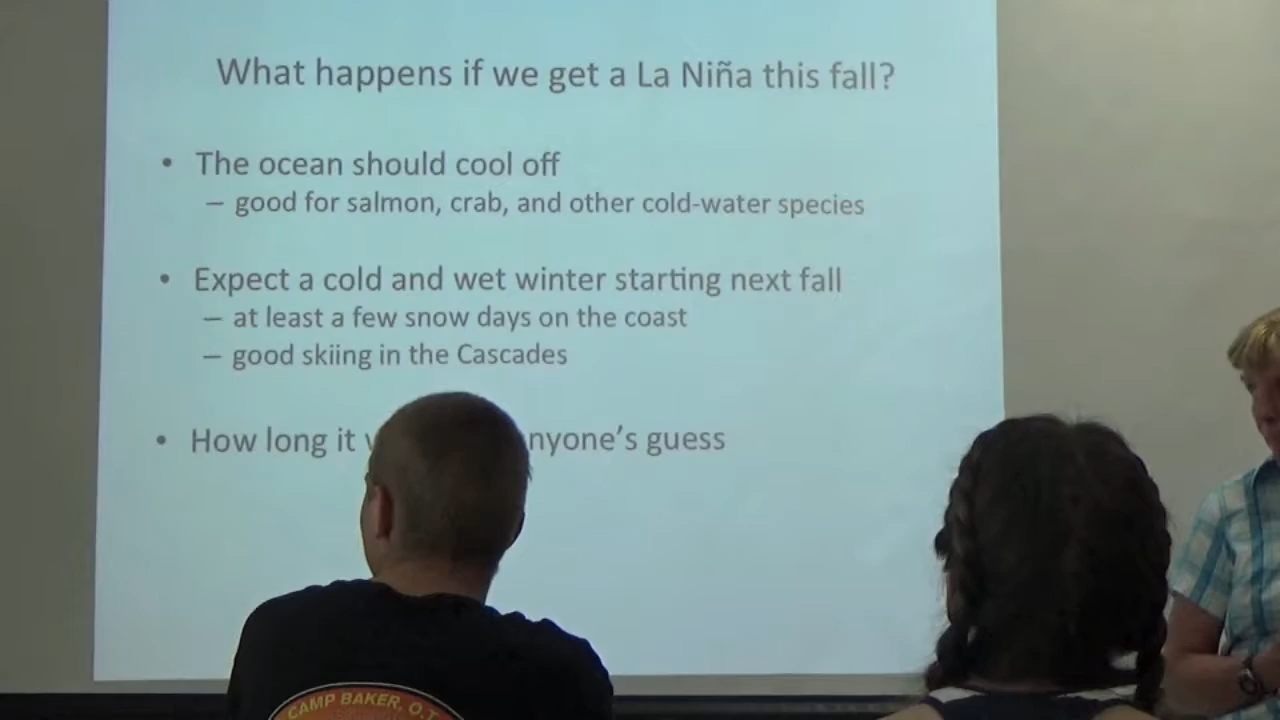 What happens if we get a La Niña this fall?
• The ocean should cool off
– good for salmon, crab, and other cold-water species
• Expect a cold and wet winter starting next fall
– at least a few snow days on the coast
– good skiing in the Cascades
• How long it nyone's guess
CAMP BAKER, O.T.